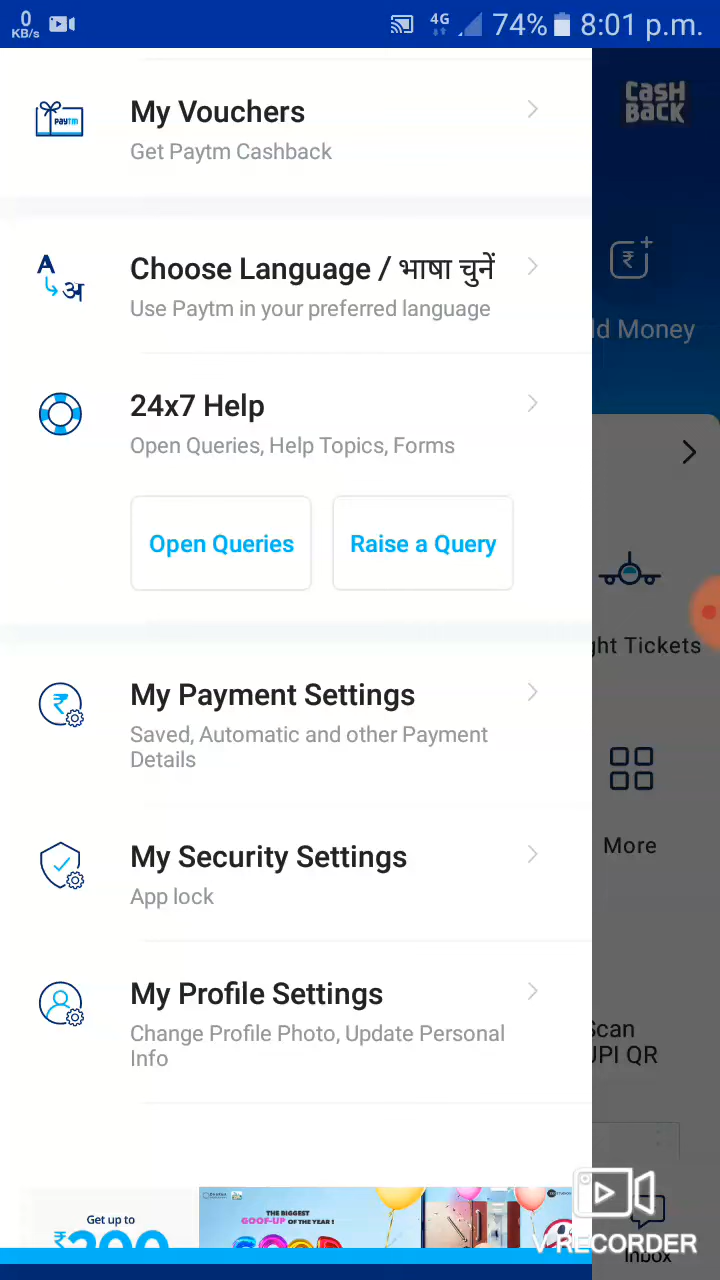 0
KB/s
4G
74%
8:01 p.m.
My Vouchers
Get Paytm Cashback
PAYTM
CASH
BACK
A
अ
Choose Language / भाषा चुनें
Use Paytm in your preferred language
ld Money
24x7 Help
Open Queries, Help Topics, Forms
Open Queries
Raise a Query
ght Tickets
My Payment Settings
Saved, Automatic and other Payment
Details
More
My Security Settings
App lock
My Profile Settings
Change Profile Photo, Update Personal
Info
Scan
UPI QR
Get up to
₹200
THE BIGGEST
GOOF-UP OF THE YEAR!
V RECORDER
Inbox